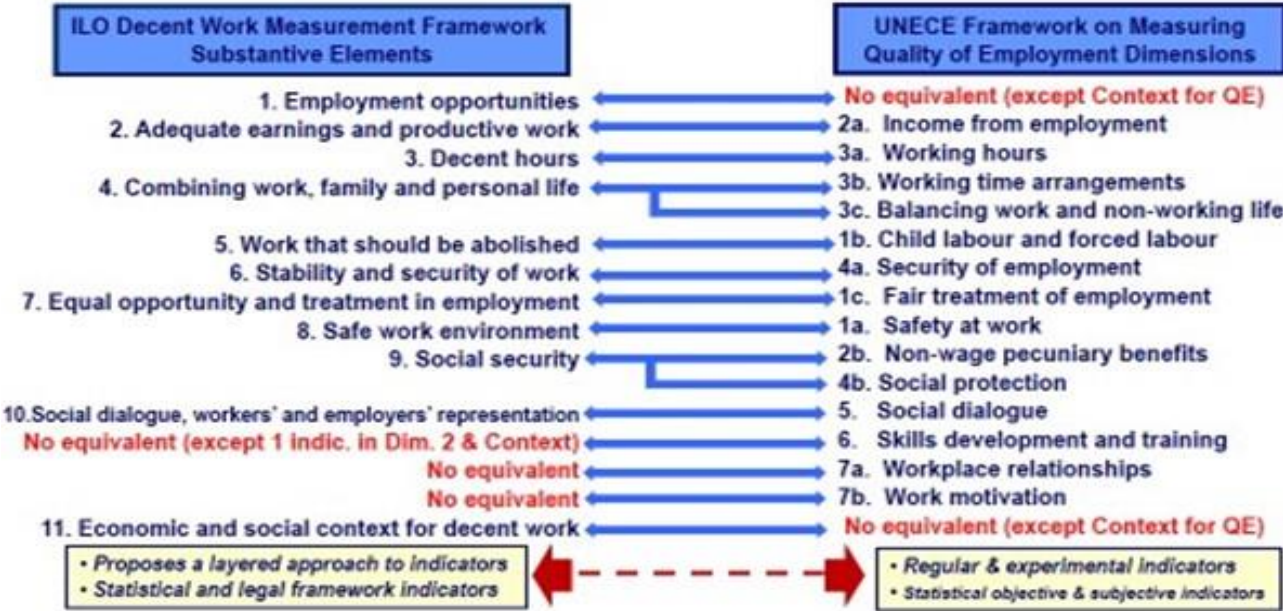 ILO Decent Work Measurement Framework
Substantive Elements
UNECE Framework on Measuring
Quality of Employment Dimensions
1. Employment opportunities
No equivalent (except Context for QE)
2. Adequate earnings and productive work
2a. Income from employment
3. Decent hours
3a. Working hours
4. Combining work, family and personal life
3b. Working time arrangements
3c. Balancing work and non-working life
5. Work that should be abolished
1b. Child labour and forced labour
6. Stability and security of work
4a. Security of employment
7. Equal opportunity and treatment in employment
1c. Fair treatment of employment
8. Safe work environment
1a. Safety at work
9. Social security
2b. Non-wage pecuniary benefits
4b. Social protection
10.Social dialogue, workers' and employers' representation
5. Social dialogue
No equivalent (except 1 indic. in Dim. 2 & Context)
6. Skills development and training
No equivalent
7a. Workplace relationships
No equivalent
7b. Work motivation
11. Economic and social context for decent work
No equivalent (except Context for QE)
• Proposes a layered approach to indicators
• Statistical and legal framework indicators
• Regular & experimental indicators
• Statistical objective & subjective indicators